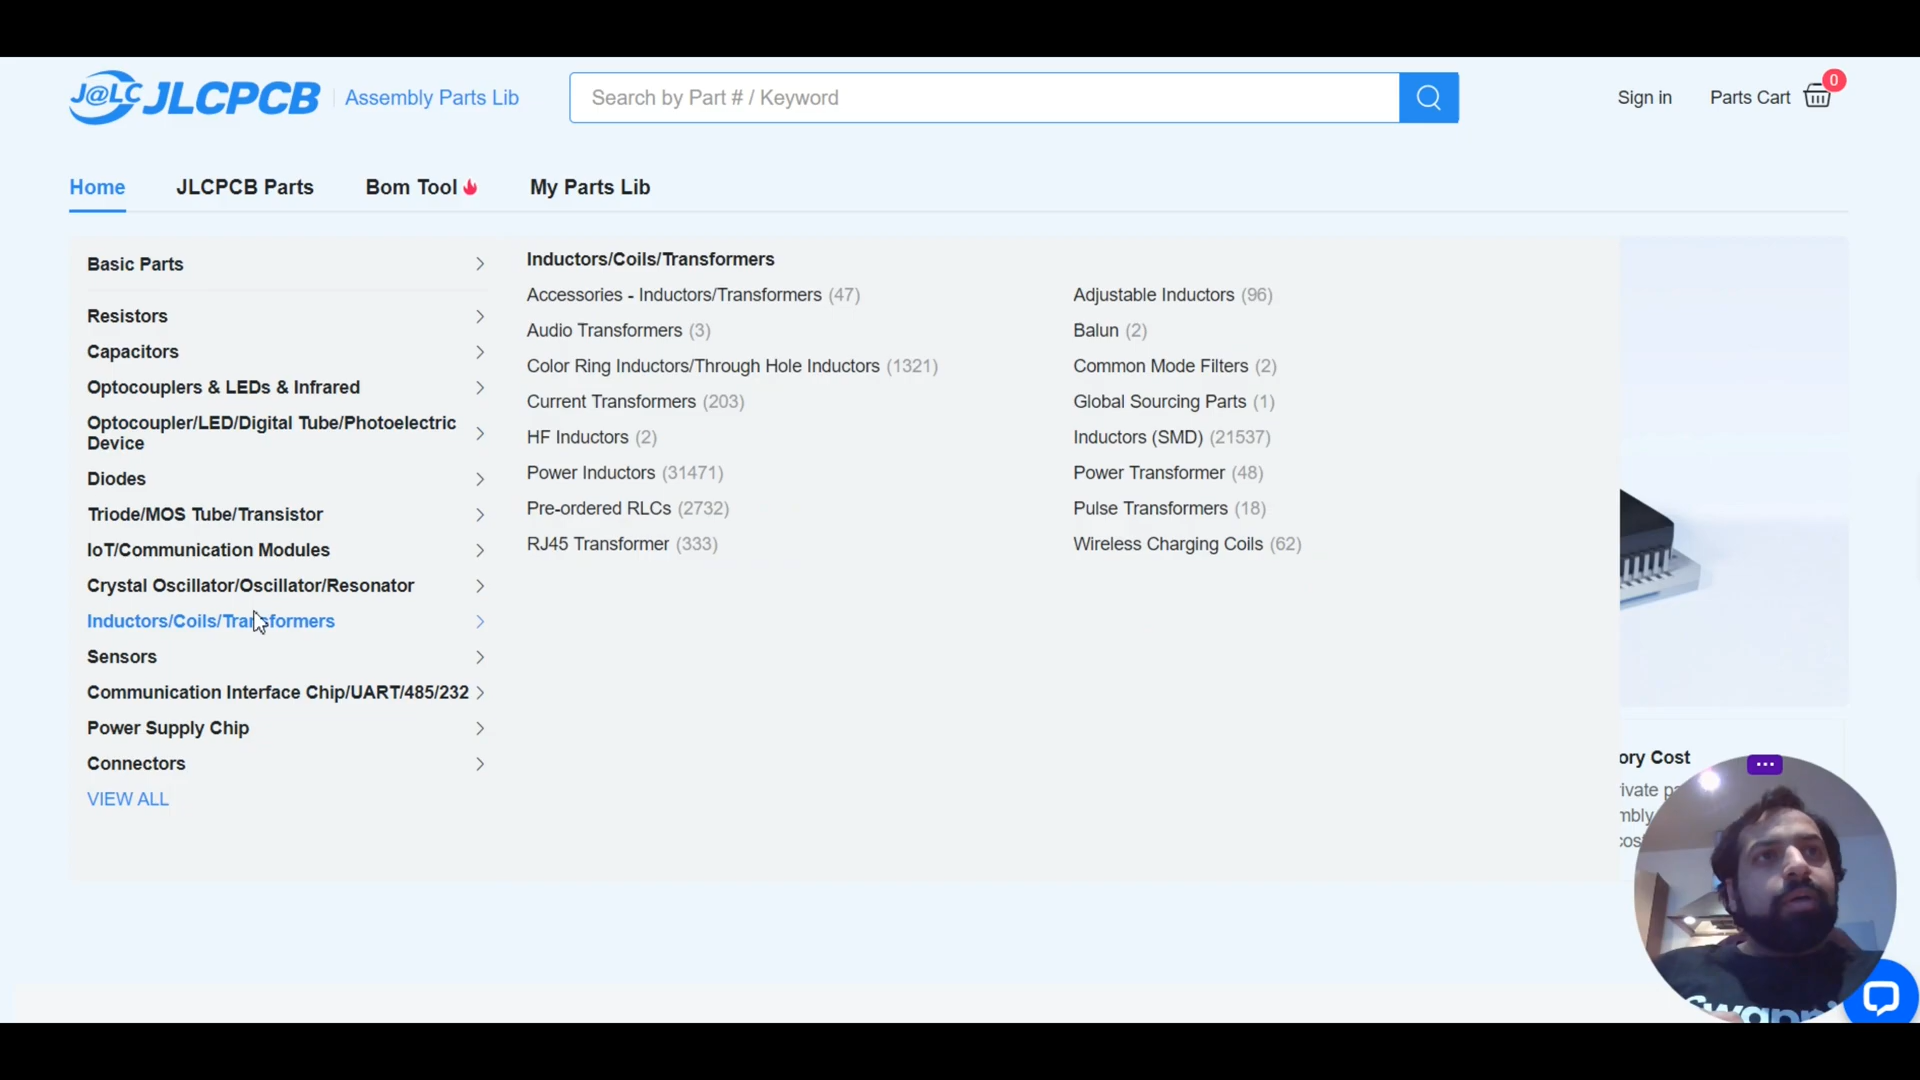 J@LC JLCPCB
Assembly Parts Lib
Search by Part # / Keyword
Sign in
Parts Cart
0
Home
JLCPCB Parts
Bom Tool
My Parts Lib
Basic Parts
Resistors
Capacitors
Optocouplers & LEDs & Infrared
Optocoupler/LED/Digital Tube/Photoelectric
Device
Diodes
Triode/MOS Tube/Transistor
IoT/Communication Modules
Crystal Oscillator/Oscillator/Resonator
Inductors/Coils/Transformers
Sensors
Communication Interface Chip/UART/485/232
Power Supply Chip
Connectors
VIEW ALL
Inductors/Coils/Transformers
Accessories - Inductors/Transformers (47)
Audio Transformers (3)
Color Ring Inductors/Through Hole Inductors (1321)
Current Transformers (203)
HF Inductors (2)
Power Inductors (31471)
Pre-ordered RLCs (2732)
RJ45 Transformer (333)
Adjustable Inductors (96)
Balun (2)
Common Mode Filters (2)
Global Sourcing Parts (1)
Inductors (SMD) (21537)
Power Transformer (48)
Pulse Transformers (18)
Wireless Charging Coils (62)
ory Cost